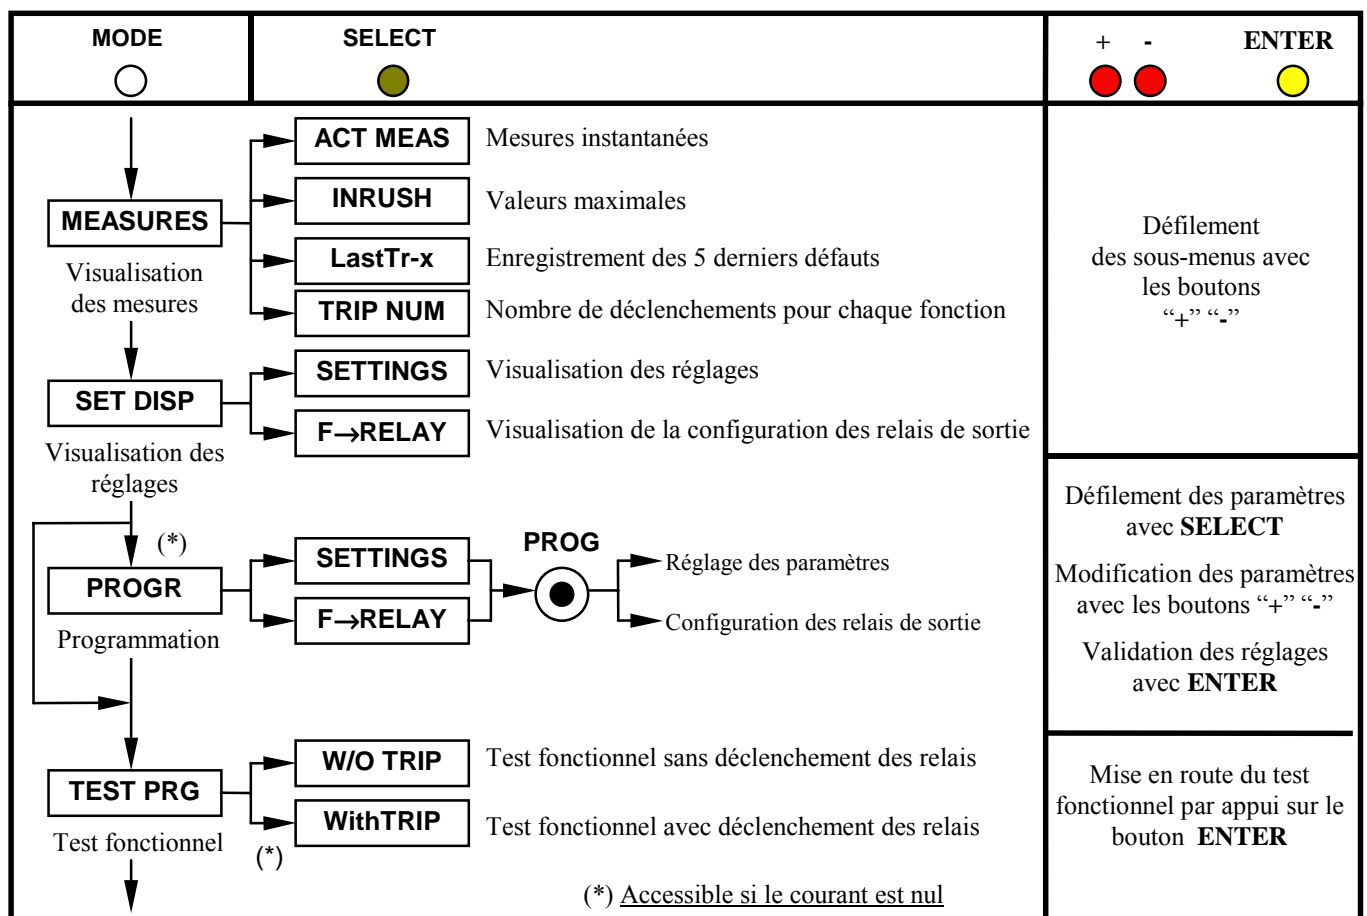 MODE
SELECT
+ -
ENTER
ACT MEAS
Mesures instantanées
INRUSH
Valeurs maximales
MEASURES
Visualisation
des mesures
LastTr-x
Enregistrement des 5 derniers défauts
TRIP NUM
Nombre de déclenchements pour chaque fonction
Défilement
des sous-menus avec
les boutons
“+” “-”
SET DISP
Visualisation des
réglages
SETTINGS
Visualisation des réglages
F→RELAY
Visualisation de la configuration des relais de sortie
(*)
PROGR
Programmation
SETTINGS
F→RELAY
PROG
Réglage des paramètres
Configuration des relais de sortie
Défilement des paramètres
avec SELECT
Modification des paramètres
avec les boutons “+” “-”
Validation des réglages
avec ENTER
TEST PRG
Test fonctionnel
W/O TRIP
Test fonctionnel sans déclenchement des relais
WithTRIP
Test fonctionnel avec déclenchement des relais
(*)
(*) Accessible si le courant est nul
Mise en route du test
fonctionnel par appui sur le
bouton ENTER